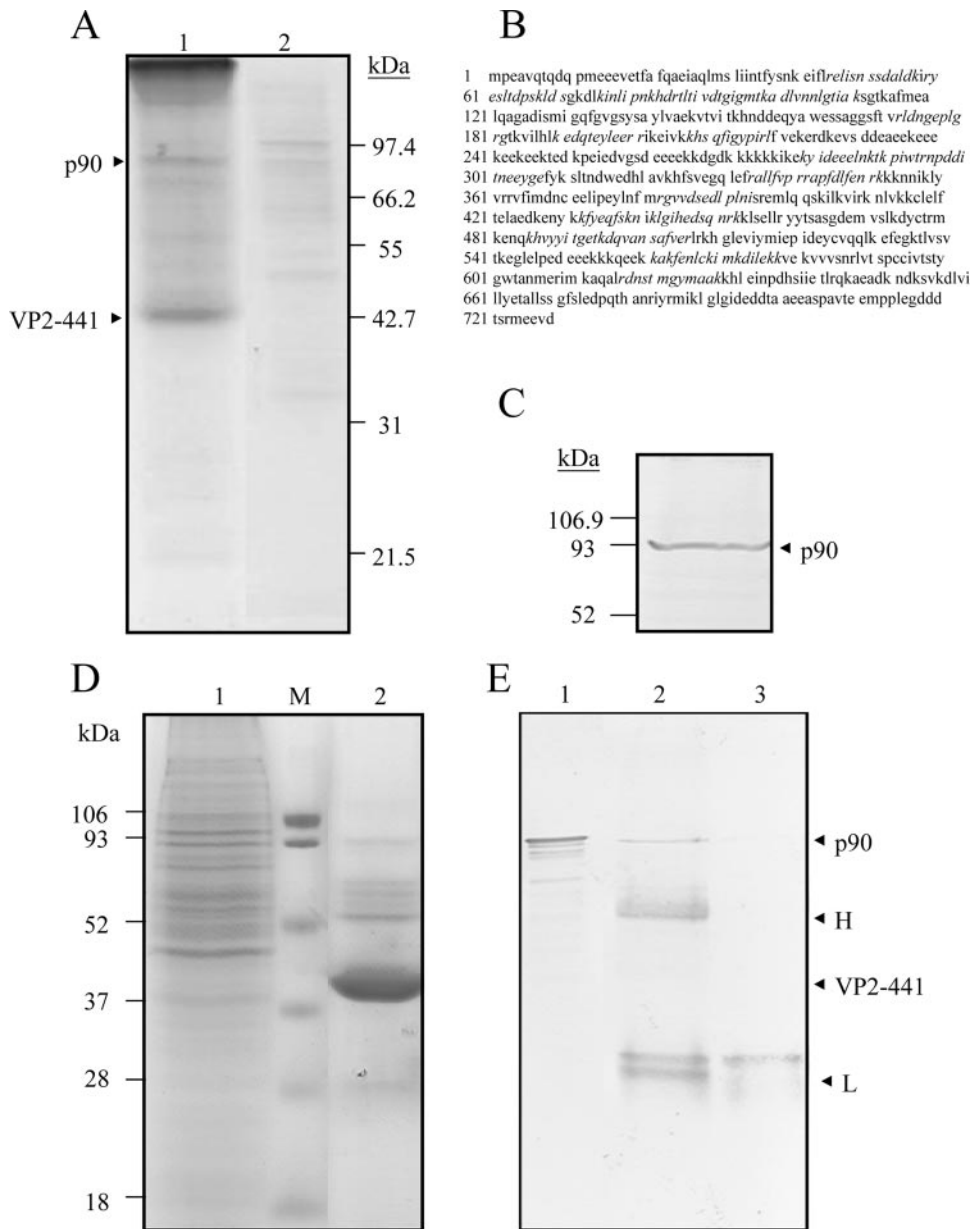 A
1 2
kDa
p90
VP2-441
97.4
66.2
55
42.7
31
21.5
B
1 mpeavqtqdq pmeeevetfa fqaeiaqlms liintfysnk eiflrelisn ssdaldkiry
61 esltdpskld sgkdlkinli pnkhdrtlti vdtgigmtka dlvnnlgtia ksgtkafmea
121 lqagadismi gqfgvgsysa ylvaekvtvi tkhnddeqya wessaggsft vrldngeplg
181 rgtkvilhlk edqteyleer rikeivkkhs qfigypirlf vekerdkevs ddeaeekeee
241 keekeekted kpeiedvgsd eeeekkdgdk kkkkkikeky ideeelnktk piwtrnpddi
301 tneeygefyk sltndwedhl avkhfsvegq lefrallfvp rrapfdlfen rkkknnikly
361 vrrvfimdnc eelipeylnf mrgvvdsedl plnisremlq qskilkvirk nlvkkclelf
421 telaedkeny kkfyeqfskn iklgihedsq nrkklsellr yytsasgdem vslkdyctrm
481 kenqkhvyyi tgetkdqvan safverlrkh gleviymiep ideycvqqlk efegktlvsv
541 tkeglelped eeekkkqeek kakfenlcki mkdilekkve kvvvsnrlvt spccivtsty
601 gwtanmerim kaqalrdnst mgymaakkhl einpdhsiie tlrqkaeadk ndksvkdlvi
661 llyetallss gfsledpqth anriyrmikl glgideddta aeeaspavte emppplegddd
721 tsrmeevd
C
kDa
106.9
93
52
p90
D
1 M 2
kDa
106
93
52
37
28
18
E
1 2 3
p90
H
VP2-441
L